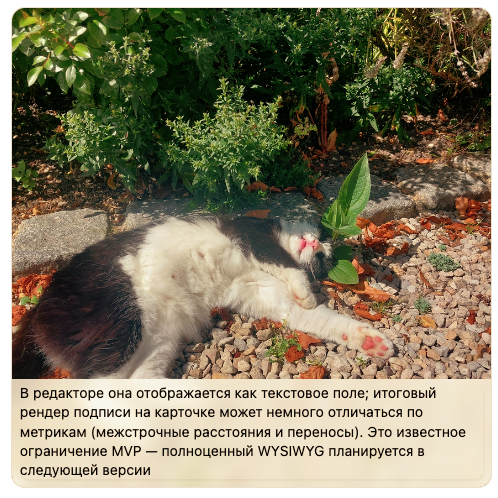 В редакторе она отображается как текстовое поле; итоговый
рендер подписи на карточке может немного отличаться по
метрикам (межстрочные расстояния и переносы). Это известное
ограничение MVP — полноценный WYSIWYG планируется в
следующей версии